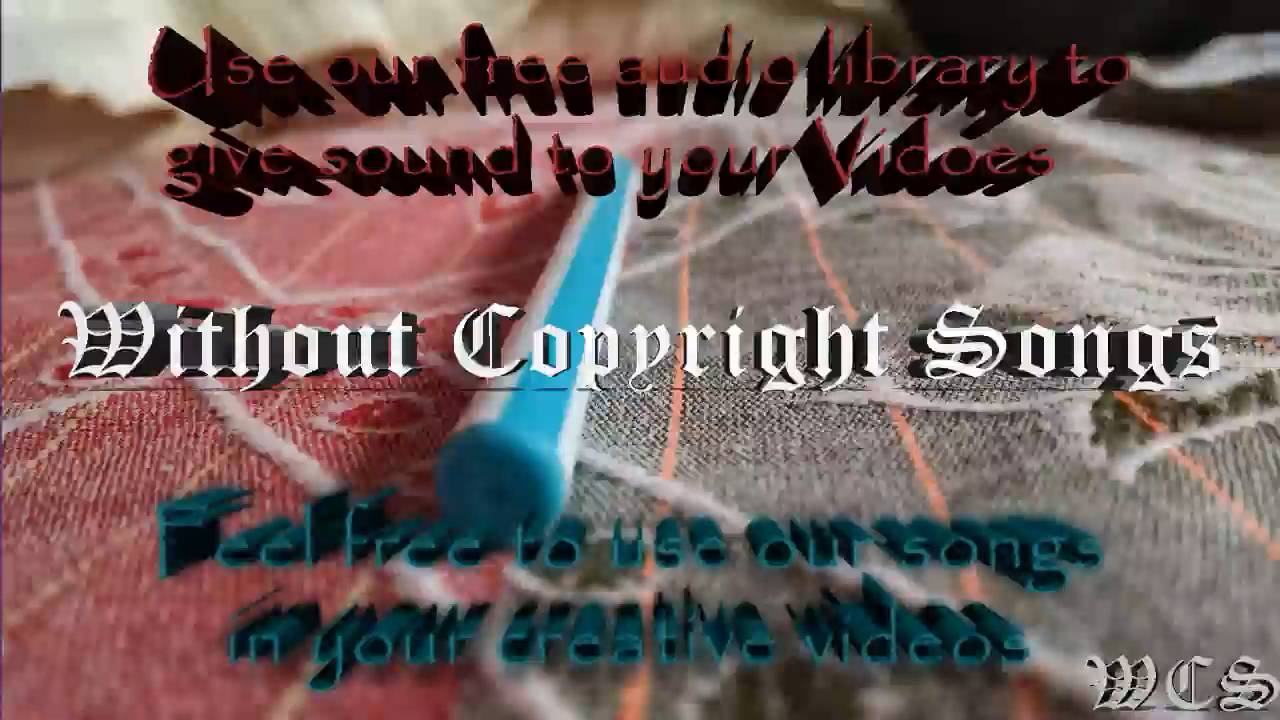 Use our free audio library to
give sound to your Vidoes
Without Copyright Songs
Feel free to use our songs
in your creative videos
WCS